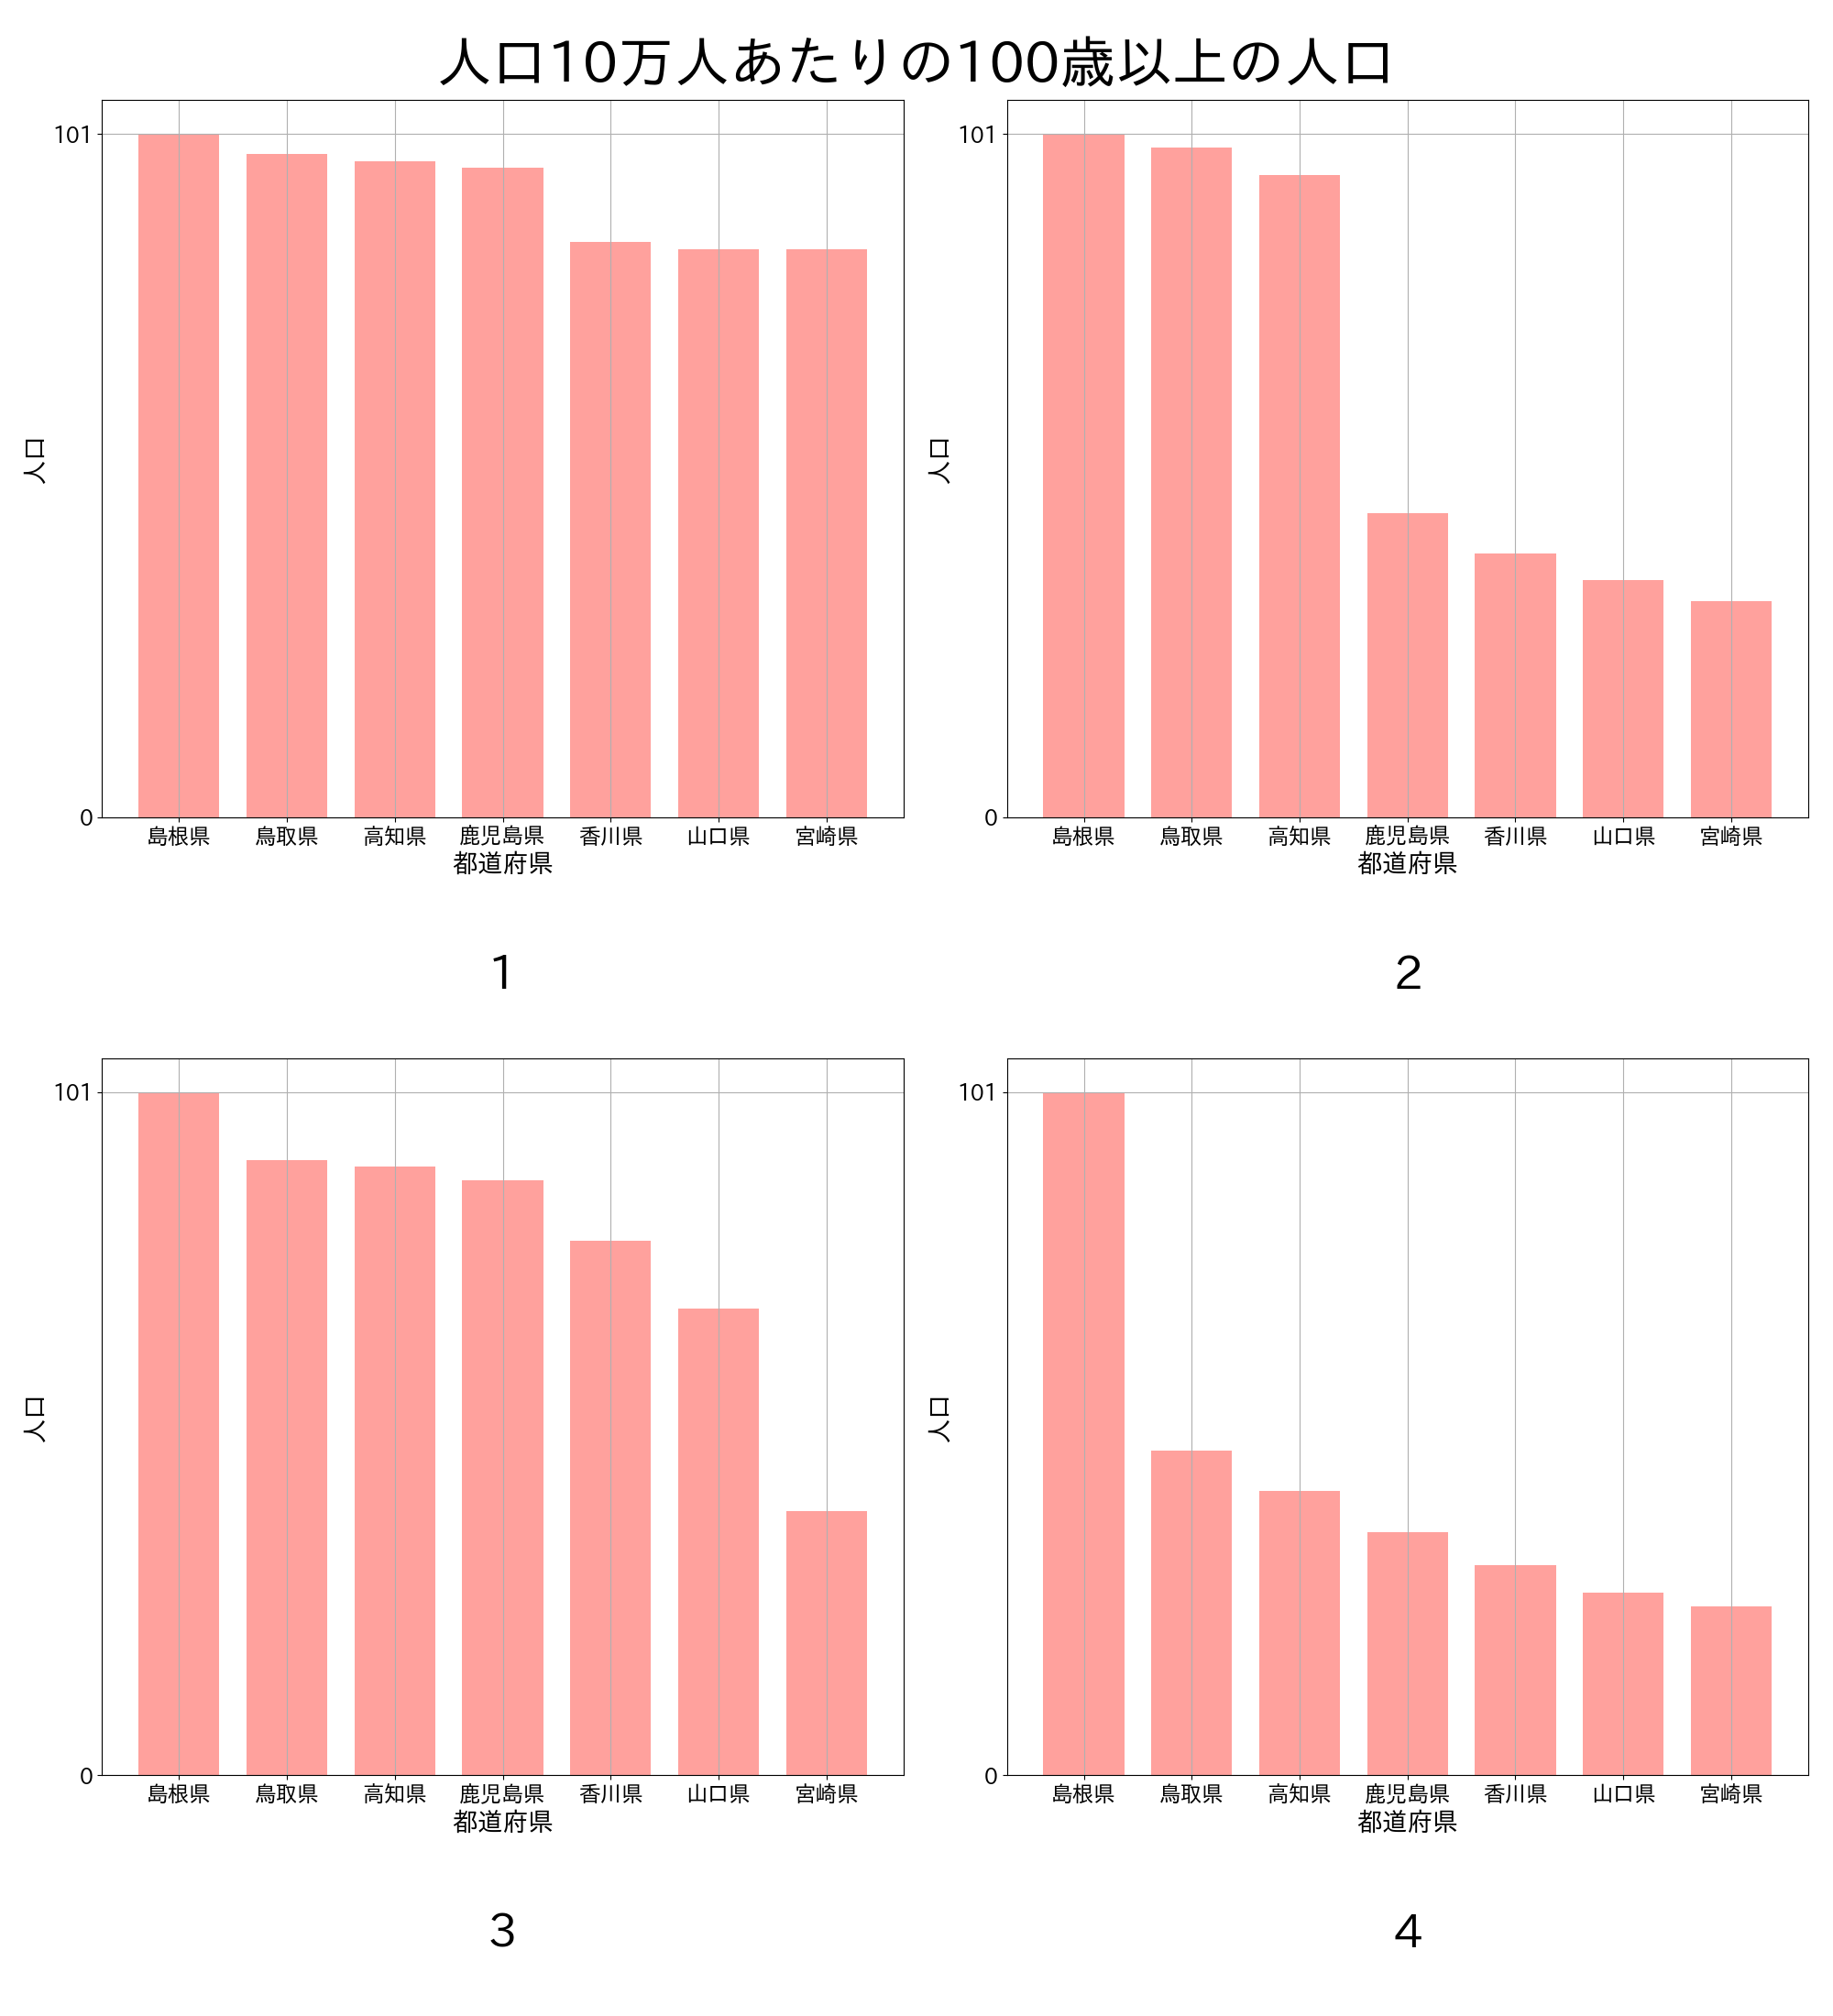 人口10万人あたりの100歳以上の人口
101
0
人口
島根県 鳥取県 高知県 鹿児島県 香川県 山口県 宮崎県
都道府県
1
101
0
人口
島根県 鳥取県 高知県 鹿児島県 香川県 山口県 宮崎県
都道府県
2
101
0
人口
島根県 鳥取県 高知県 鹿児島県 香川県 山口県 宮崎県
都道府県
3
101
0
人口
島根県 鳥取県 高知県 鹿児島県 香川県 山口県 宮崎県
都道府県
4